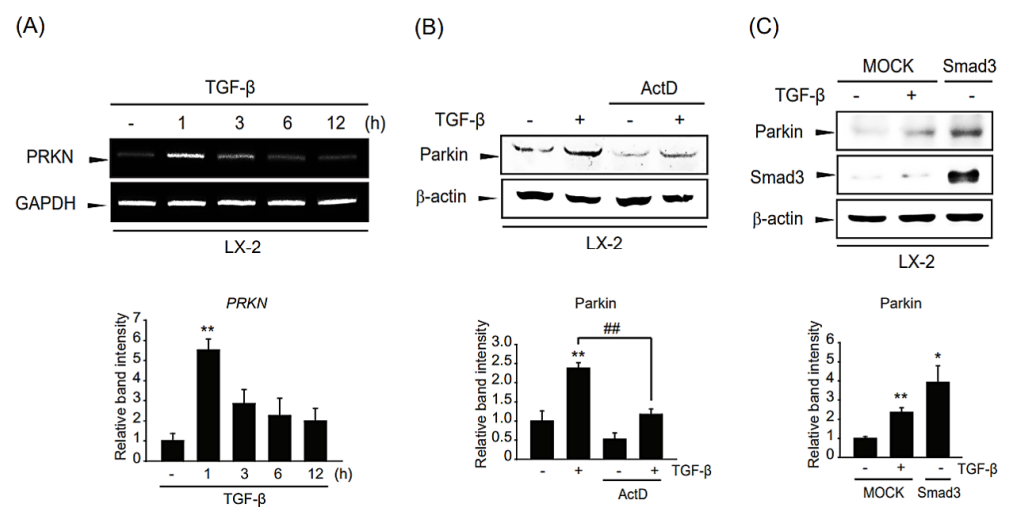 (A)
TGF-β
- 1 3 6 12 (h)
PRKN
GAPDH
LX-2
PRKN
Relative band intensity
7
6
5
4
3
2
1
0
**
- 1 3 6 12 (h)
TGF-β
(B)
ActD
TGF-β - + - +
Parkin
β-actin
LX-2
Parkin
Relative band intensity
3.0
2.5
2.0
1.5
1.0
0.5
**
##
- + - + TGF-β
ActD
(C)
MOCK Smad3
TGF-β - + -
Parkin
Smad3
β-actin
LX-2
Parkin
Relative band intensity
6
5
4
3
2
1
0
**
*
- + - TGF-β
MOCK Smad3